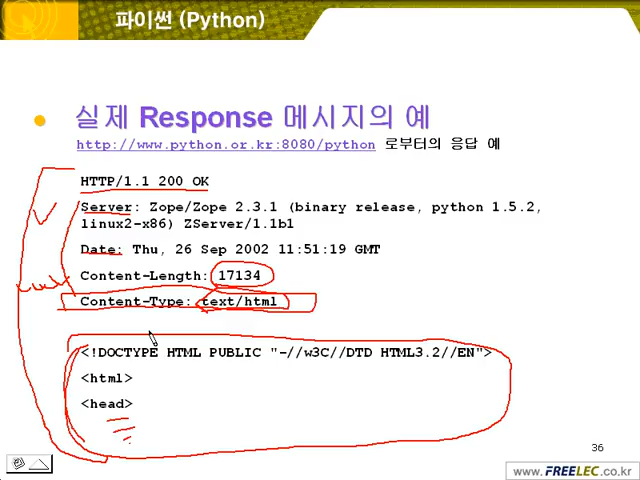 파이썬 (Python)
실제 Response 메시지의 예
http://www.python.or.kr:8080/python 로부터의 응답 예
HTTP/1.1 200 OK
Server: Zope/Zope 2.3.1 (binary release, python 1.5.2,
linux2-x86) ZServer/1.1b1
Date: Thu, 26 Sep 2002 11:51:19 GMT
Content-Length: 17134
Content-Type: text/html
<!DOCTYPE HTML PUBLIC "-//w3C//DTD HTML3.2//EN">
<html>
<head>
36
www.FREELEC.co.kr